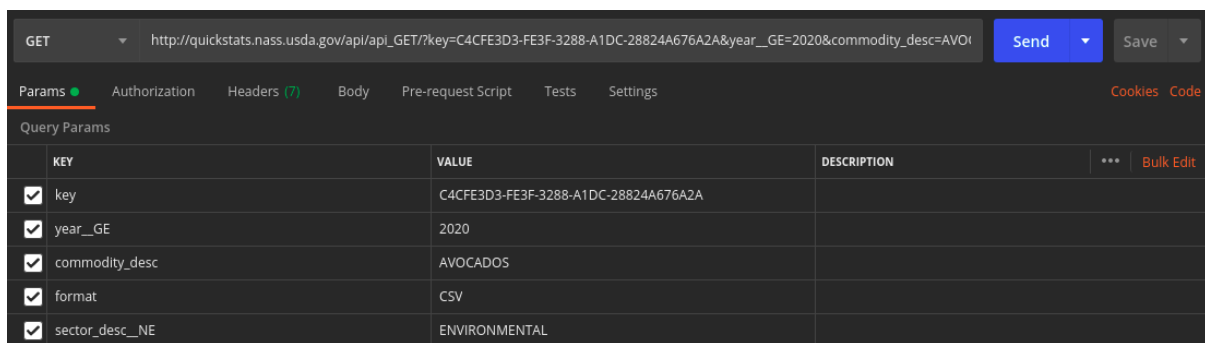 GET http://quickstats.nass.usda.gov/api/api_GET/?key=C4CFE3D3-FE3F-3288-A1DC-28824A676A2A&year__GE=2020&commodity_desc=AVO Send Save
Params Authorization Headers (7) Body Pre-request Script Tests Settings Cookies Code
Query Params
KEY VALUE DESCRIPTION ••• Bulk Edit
key C4CFE3D3-FE3F-3288-A1DC-28824A676A2A
year__GE 2020
commodity_desc AVOCADOS
format CSV
sector_desc__NE ENVIRONMENTAL